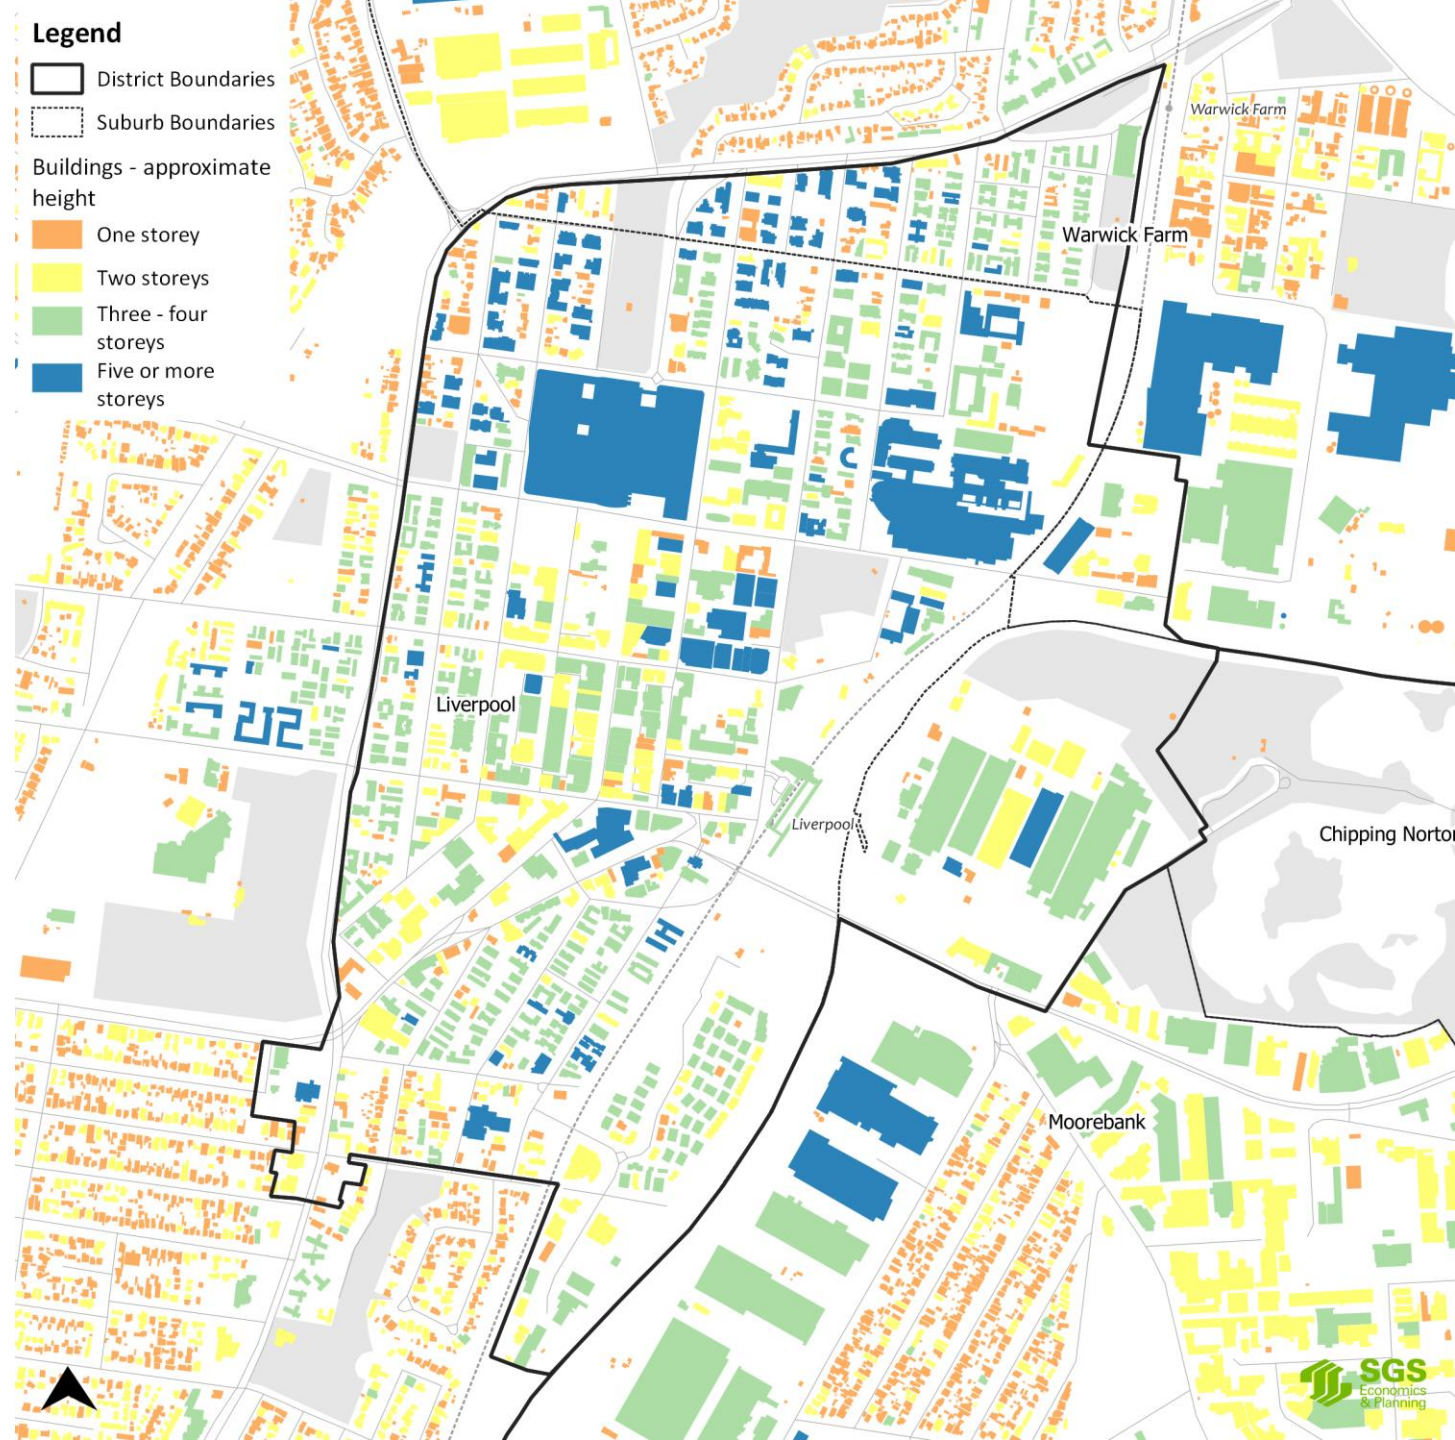 Legend
District Boundaries
Suburb Boundaries
Buildings - approximate
height
One storey
Two storeys
Three - four
storeys
Five or more
storeys
Warwick Farm
Warwick Farm
Liverpool
Liverpool
Chipping Norto
Moorebank
SGS
Economics
& Planning